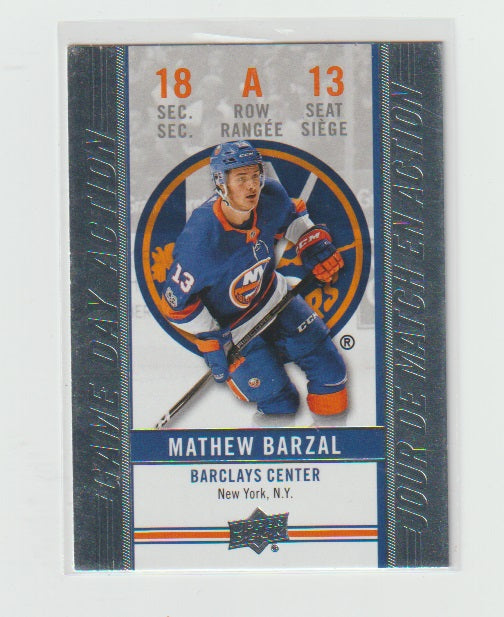 18 A 13
SEC. ROW SEAT
SEC. RANGÉE SIÈGE
GAME DAY ACTION
JOUR DE MATCH EN ACTION
13
NY
CCM
CCM
®
MATHEW BARZAL
BARCLAYS CENTER
New York, N.Y.
UPPER DECK
®